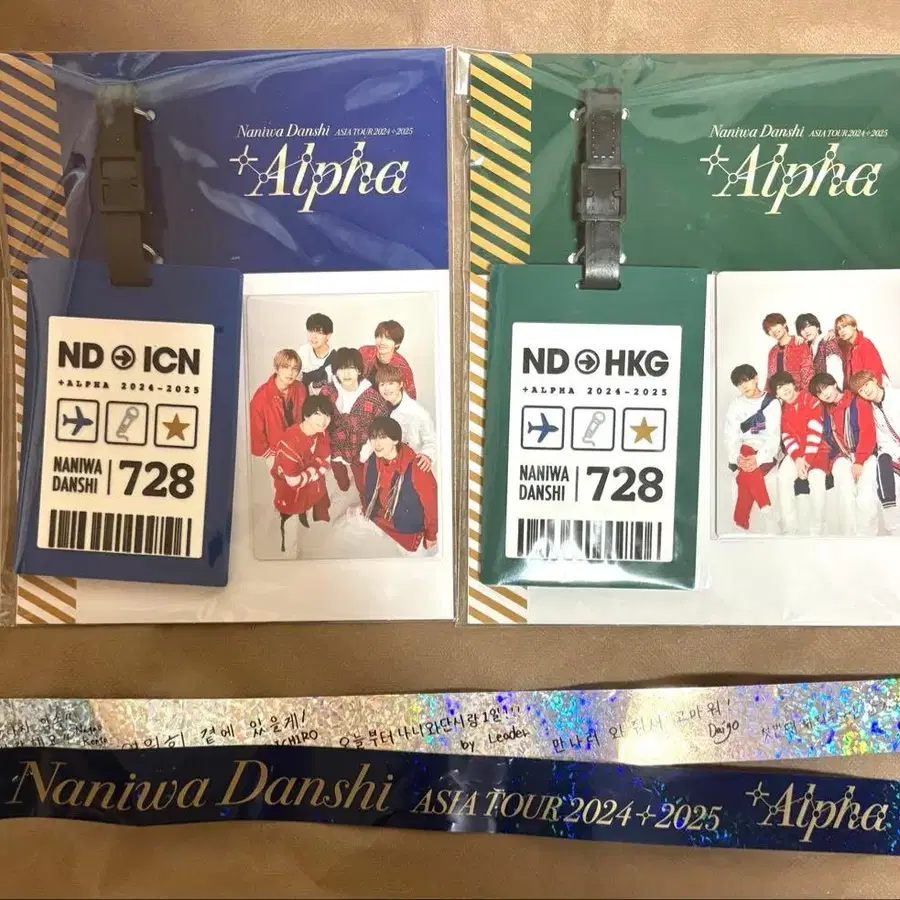 Naniwa Danshi ASIA TOUR 2024✧2025
+Alpha
ND ➔ ICN
+ALPHA 2024-2025
NANIWA DANSHI | 728
Naniwa Danshi ASIA TOUR 2024✧2025
+Alpha
ND ➔ HKG
+ALPHA 2024-2025
NANIWA DANSHI | 728
곁에 있을게!
오늘부터 나니와단시랑 1일!!!
by Leader
만나러 와 줘서 고마워!
Daigo
Naniwa Danshi ASIA TOUR 2024✧2025 +Alpha